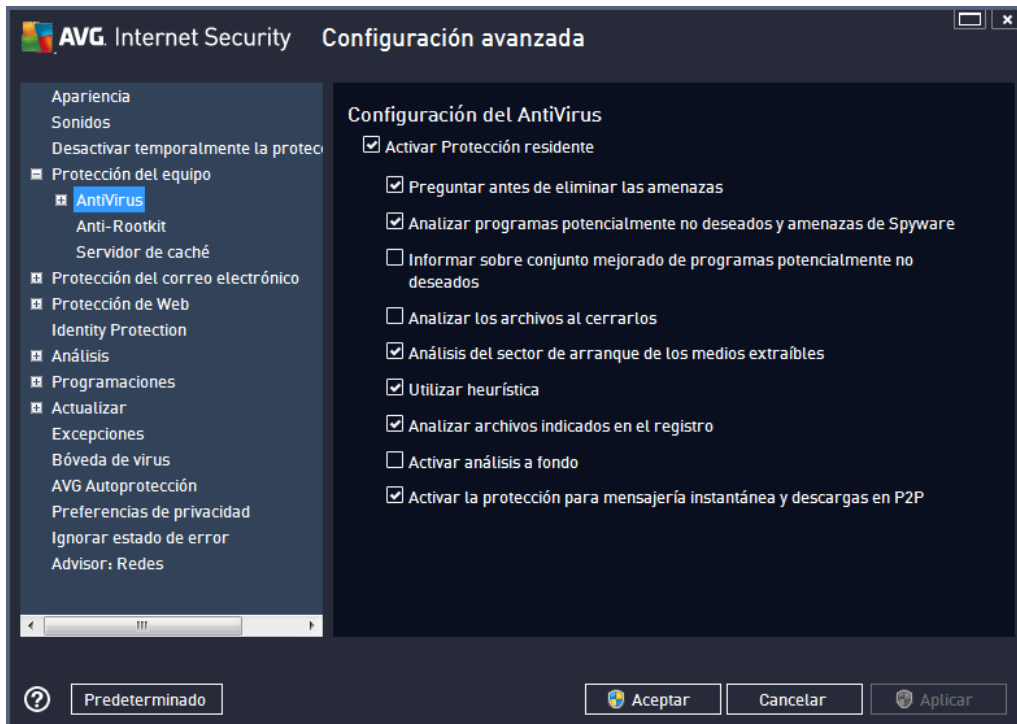 AVG. Internet Security
Configuración avanzada
Apariencia
Sonidos
Desactivar temporalmente la protec
Protección del equipo
AntiVirus
Anti-Rootkit
Servidor de caché
Protección del correo electrónico
Protección de Web
Identity Protection
Análisis
Programaciones
Actualizar
Excepciones
Bóveda de virus
AVG Autoprotección
Preferencias de privacidad
Ignorar estado de error
Advisor: Redes
Configuración del AntiVirus
Activar Protección residente
Preguntar antes de eliminar las amenazas
Analizar programas potencialmente no deseados y amenazas de Spyware
Informar sobre conjunto mejorado de programas potencialmente no
deseados
Analizar los archivos al cerrarlos
Análisis del sector de arranque de los medios extraíbles
Utilizar heurística
Analizar archivos indicados en el registro
Activar análisis a fondo
Activar la protección para mensajería instantánea y descargas en P2P
?
Predeterminado
Aceptar
Cancelar
Aplicar